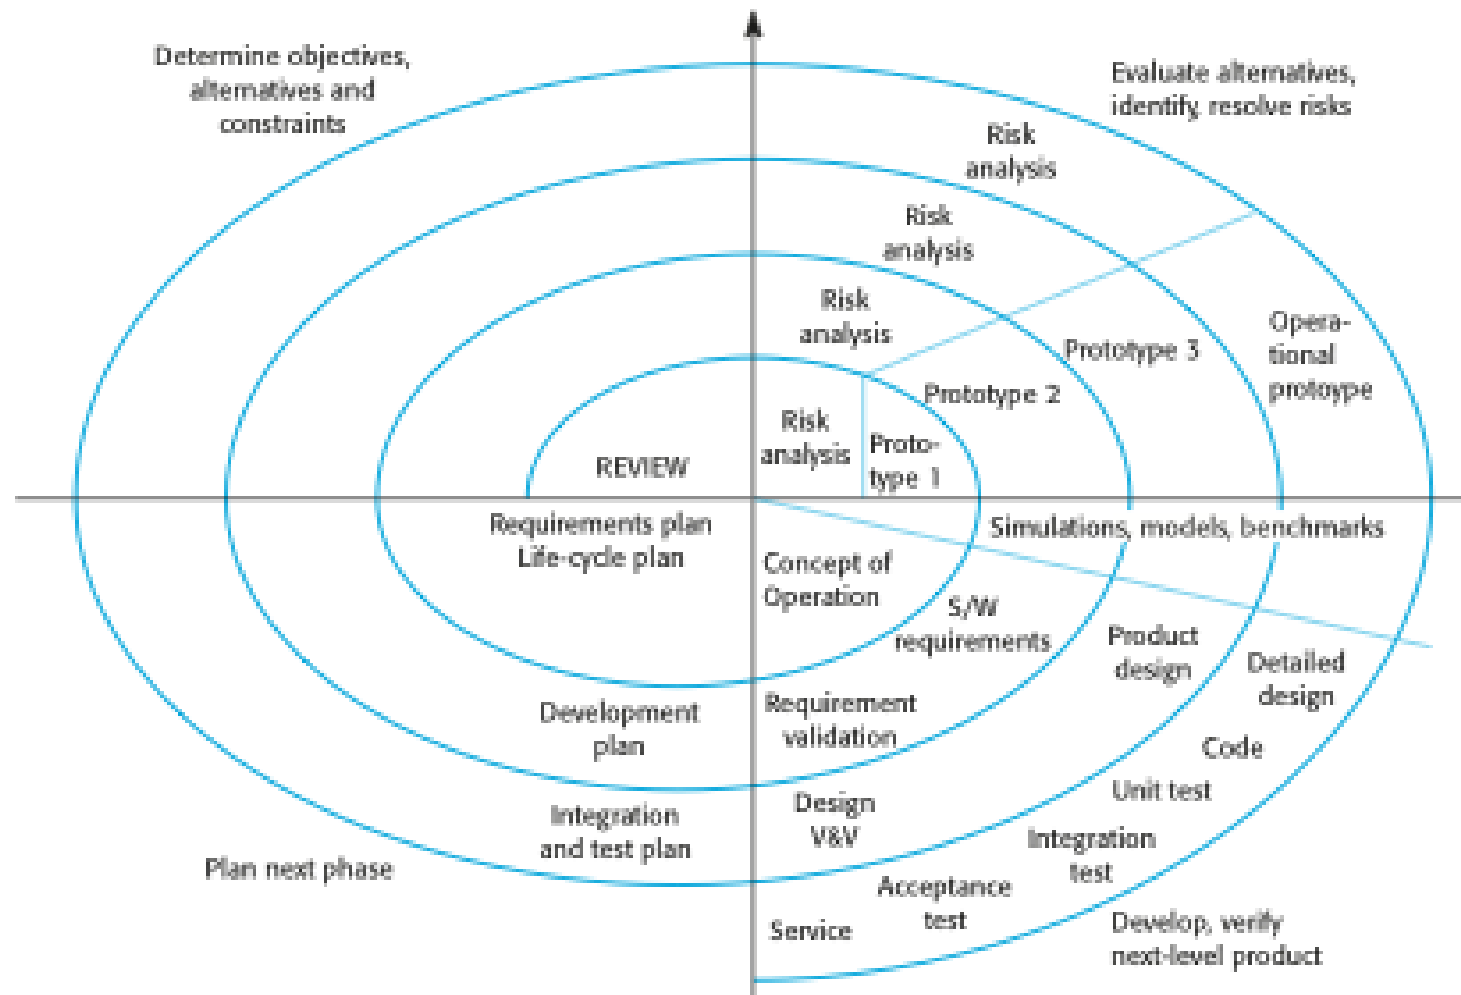 Determine objectives,
alternatives and
constraints
Evaluate alternatives,
identify, resolve risks
Risk
analysis
Risk
analysis
Risk
analysis
Risk
analysis
Proto-
type 1
Prototype 2
Prototype 3
Opera-
tional
protoype
REVIEW
Requirements plan
Life-cycle plan
Simulations, models, benchmarks
Concept of
Operation
S/W
requirements
Product
design
Detailed
design
Development
plan
Requirement
validation
Code
Unit test
Integration
and test plan
Design
V&V
Integration
test
Plan next phase
Acceptance
test
Service
Develop, verify
next-level product